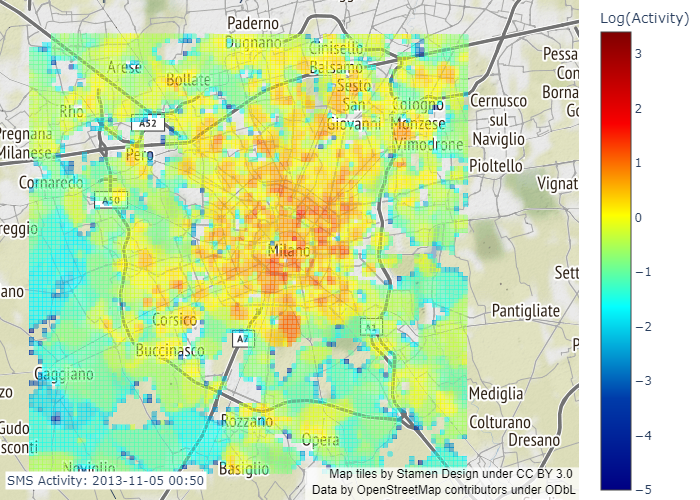 Log(Activity)
3
2
1
0
−1
−2
−3
−4
−5
Paderno
Dugnano
Cinisello
Balsamo
Arese
Bollate
Sesto
San
Giovanni
Rho
A52
Cologno
Monzese
Cernusco
sul
Naviglio
Pessa
Con
Borna
Go
Pregnana
Milanese
Pero
Vimodrone
Pioltello
Cornaredo
A50
Vignat
reggio
Milano
Sett
ano
Corsico
A7
A1
Pantigliate
P
Buccinasco
Gaggiano
zo
Mediglia
Rozzano
Colturano
Dresano
Gudo
sconti
Opera
Noviglio
Basiglio
SMS Activity: 2013-11-05 00:50
Map tiles by Stamen Design under CC BY 3.0
Data by OpenStreetMap contributors under ODbL